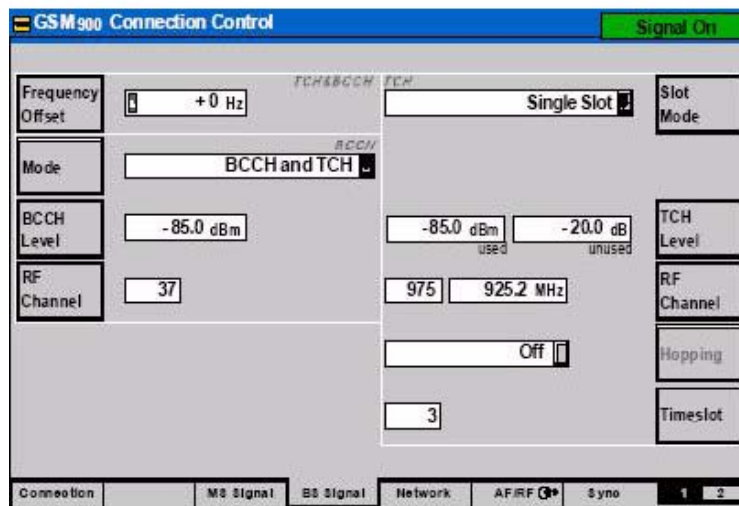 GSM900 Connection Control
Signal On
TCH&BCCH TCH
Frequency Offset
+0 Hz
Single Slot
Slot Mode
BCCH
Mode
BCCH and TCH
BCCH Level
-85.0 dBm
-85.0 dBm used
-20.0 dB unused
TCH Level
RF Channel
37
975
925.2 MHz
RF Channel
Off
Hopping
3
Timeslot
Connection
MS Signal
BS Signal
Network
AF/RF
Sync
1 2